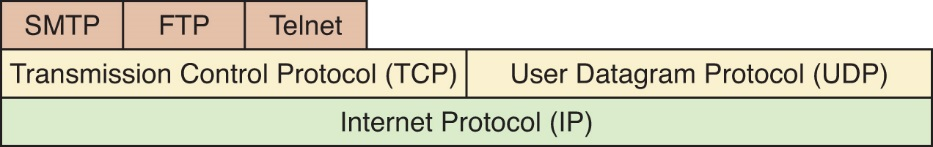 SMTP FTP Telnet
Transmission Control Protocol (TCP) User Datagram Protocol (UDP)
Internet Protocol (IP)